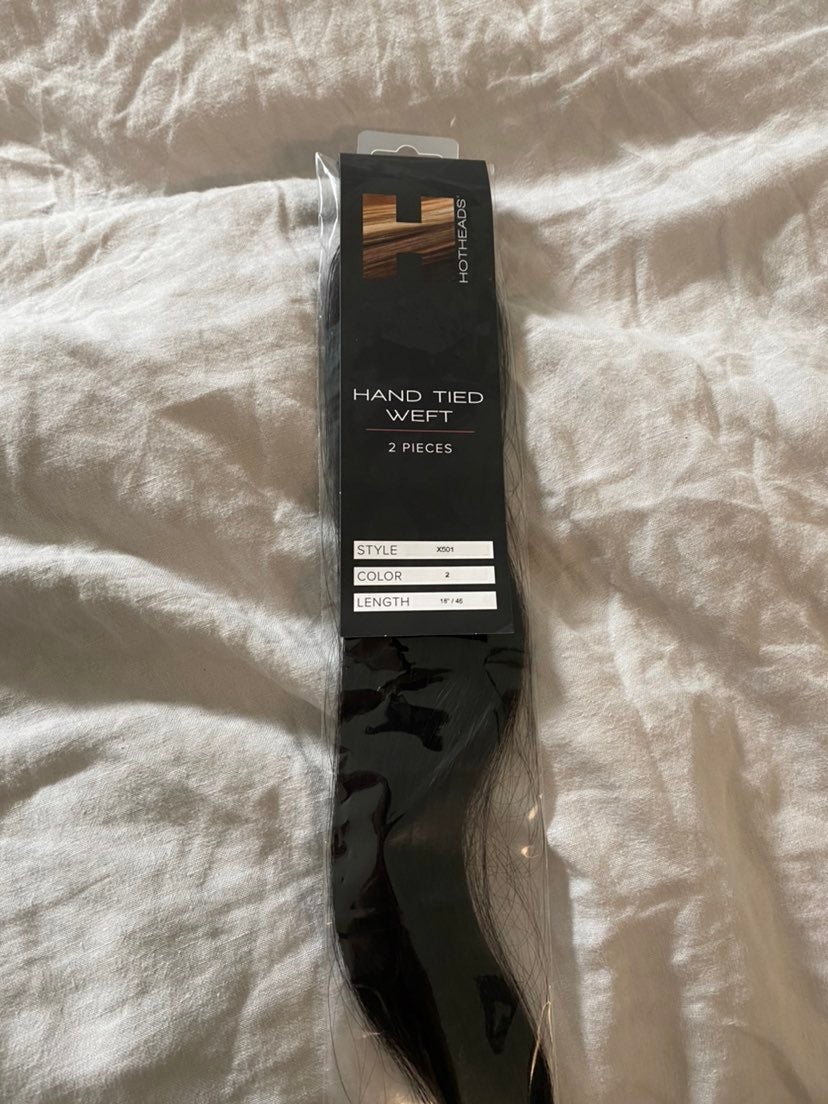 HOTHEADS
HAND TIED
WEFT
2 PIECES
STYLE X501
COLOR 2
LENGTH 18" / 46